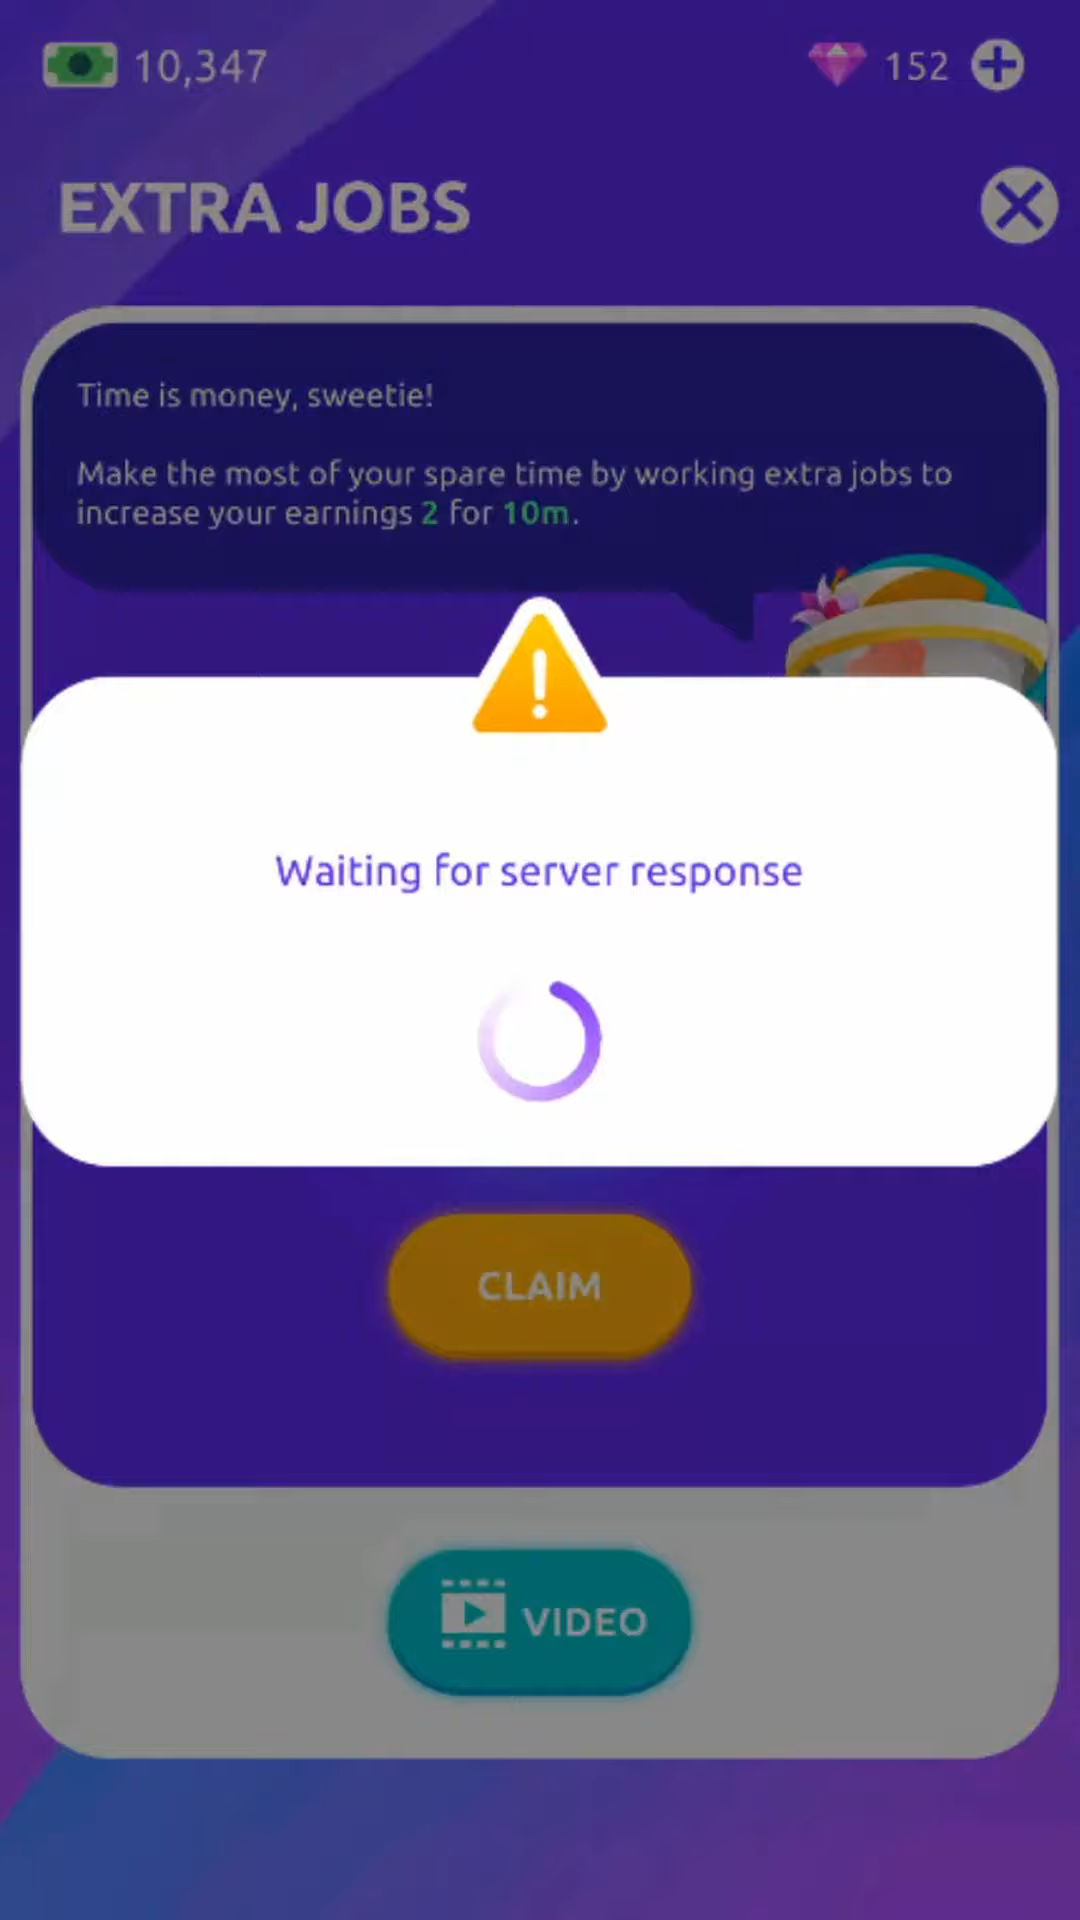 10,347
152
EXTRA JOBS
Time is money, sweetie!
Make the most of your spare time by working extra jobs to
increase your earnings 2 for 10m.
Waiting for server response
CLAIM
VIDEO